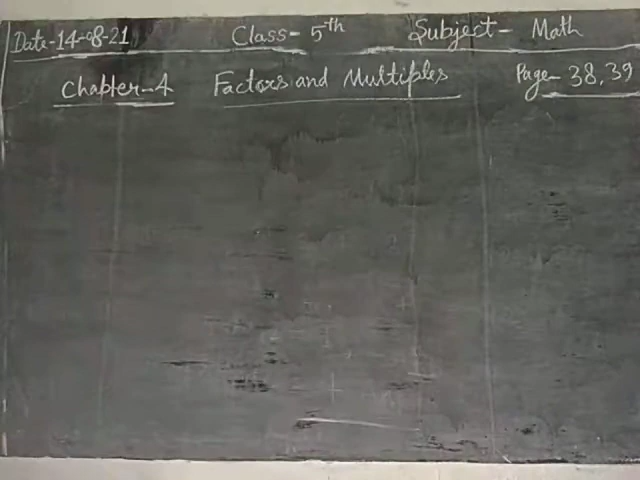 Date-14-08-21 Class- 5th Subject- Math
Chapter-4 Factors and Multiples Page- 38,39